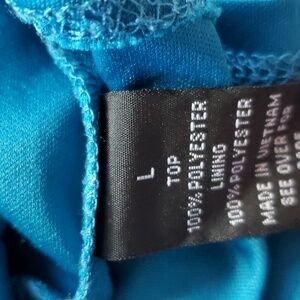 L
TOP
100% POLYESTER
LINING
100% POLYESTER
MADE IN VIETNAM
SEE OVER FOR